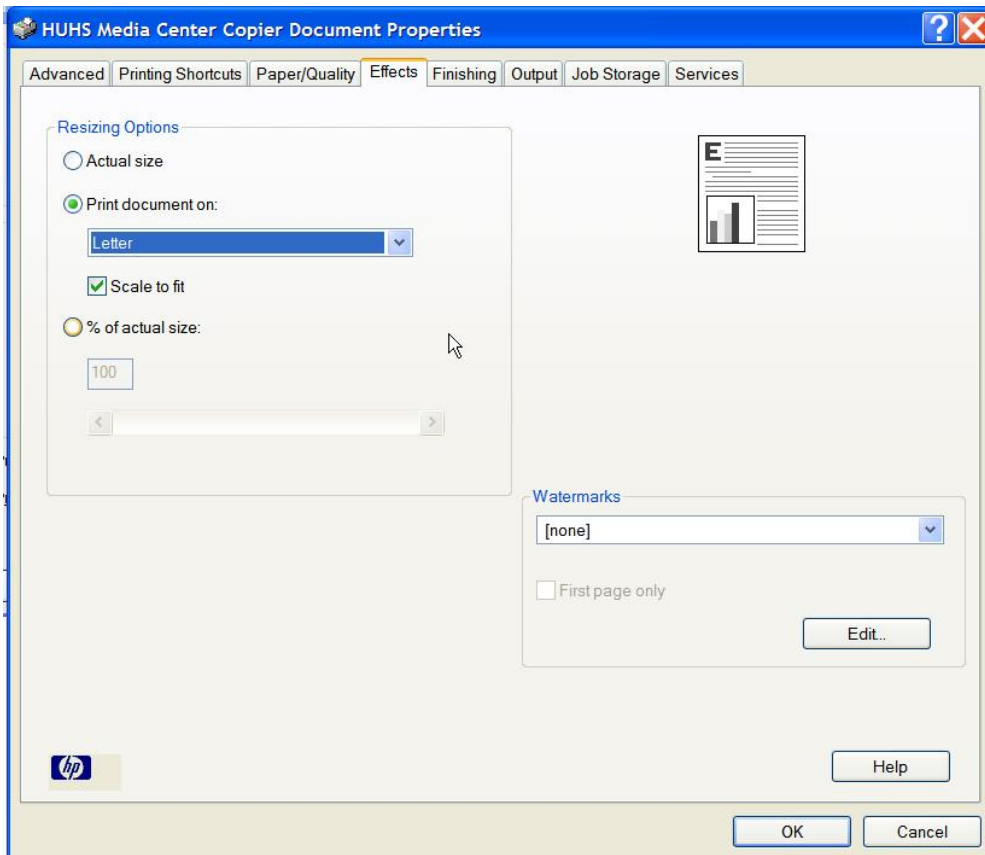 HUHS Media Center Copier Document Properties
?
Advanced Printing Shortcuts Paper/Quality Effects Finishing Output Job Storage Services
Resizing Options
Actual size
Print document on:
Letter
Scale to fit
% of actual size:
100
E
Watermarks
[none]
First page only
Edit...
hp
Help
OK Cancel